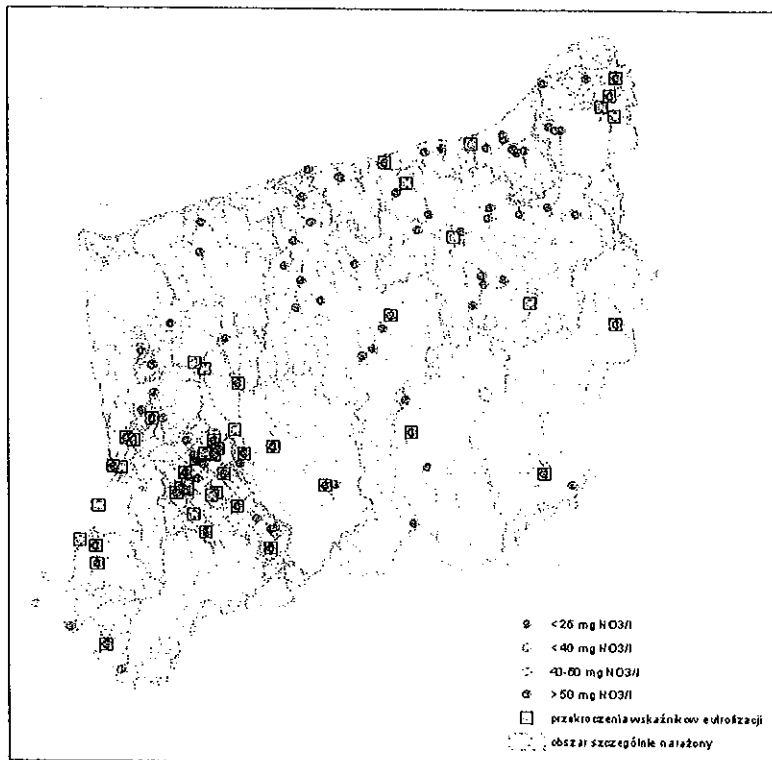 <25 mg NO3/l
<40 mg NO3/l
40-50 mg NO3/l
>50 mg NO3/l
przekroczenia wskaźników eutrofizacji
obszar szczególnie narażony